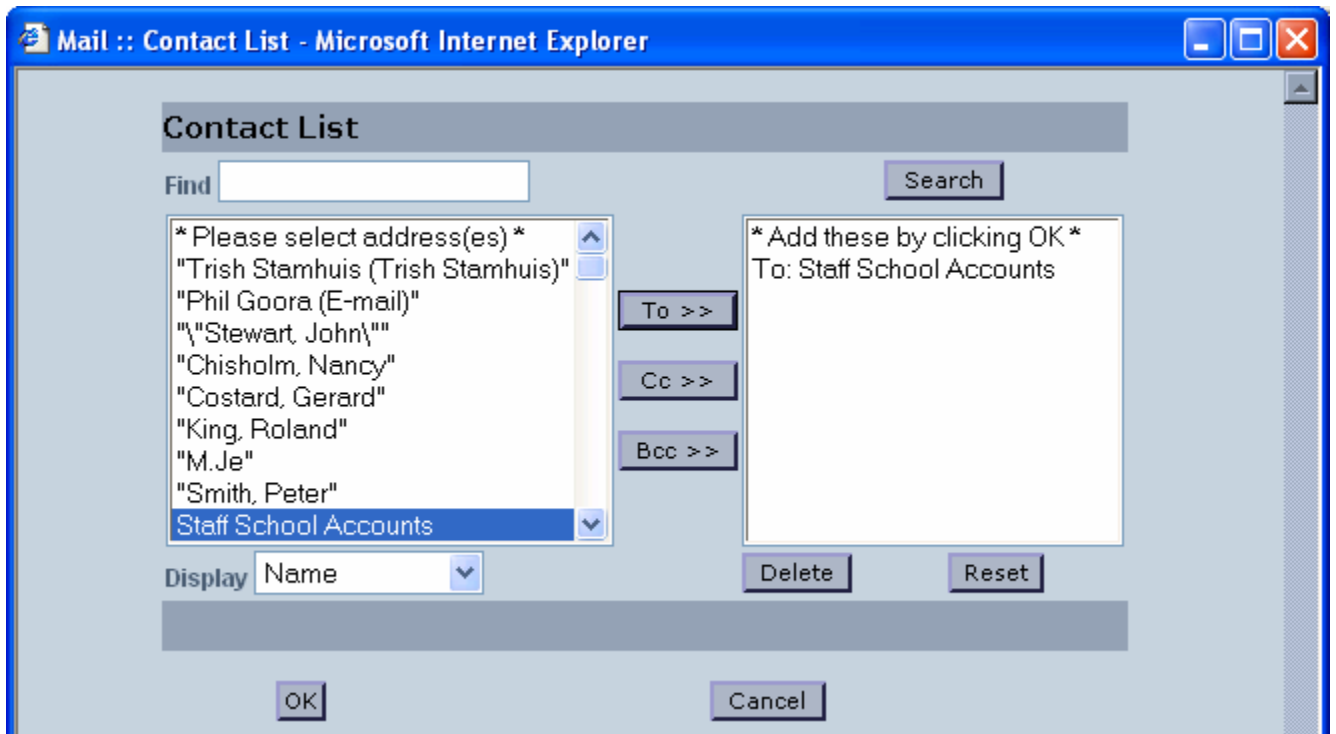 Mail :: Contact List - Microsoft Internet Explorer
Contact List
Find
Search
* Please select address(es) *
"Trish Stamhuis (Trish Stamhuis)"
"Phil Goora (E-mail)"
"\"Stewart, John\""
"Chisholm, Nancy"
"Costard, Gerard"
"King, Roland"
"M.Je"
"Smith, Peter"
Staff School Accounts
To >>
Cc >>
Bcc >>
* Add these by clicking OK *
To: Staff School Accounts
Display Name
Delete
Reset
OK
Cancel